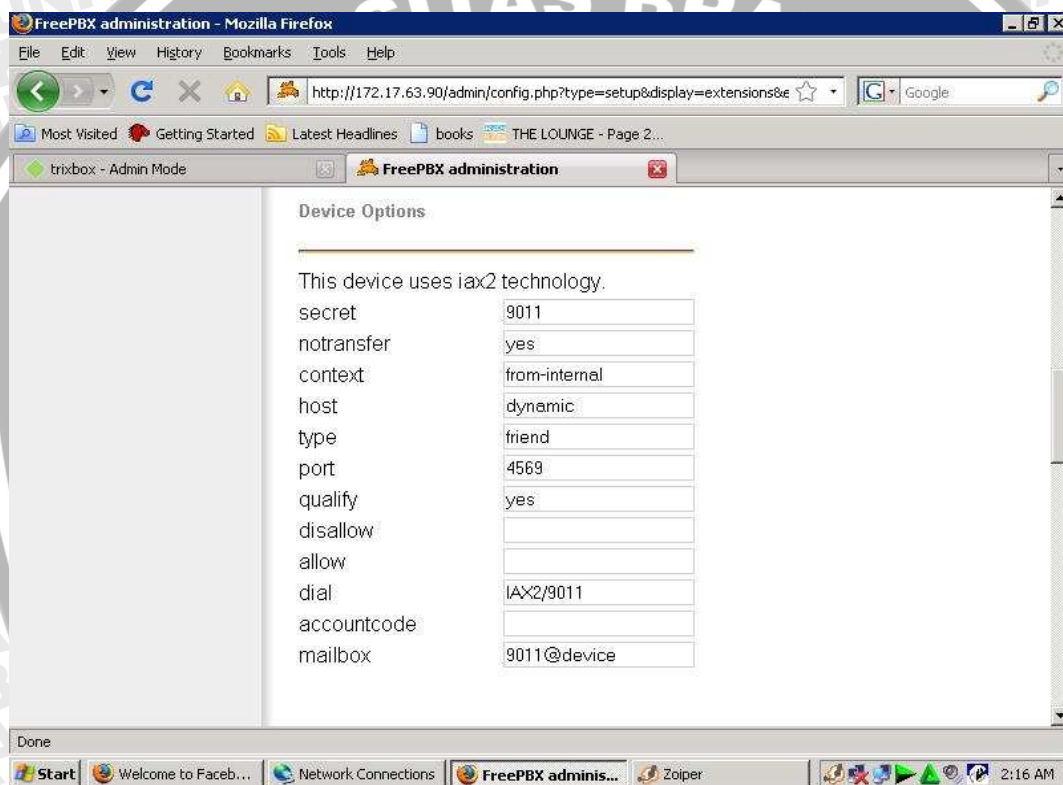 FreePBX administration - Mozilla Firefox
File Edit View History Bookmarks Tools Help
http://172.17.63.90/admin/config.php?type=setup&display=extensions&e
G Google
Most Visited Getting Started Latest Headlines books THE LOUNGE - Page 2...
trixbox - Admin Mode FreePBX administration
Device Options
This device uses iax2 technology.
secret 9011
notransfer yes
context from-internal
host dynamic
type friend
port 4569
qualify yes
disallow
allow
dial IAX2/9011
accountcode
mailbox 9011@device
Done
Start Welcome to Faceb... Network Connections FreePBX adminis... Zoiper 2:16 AM